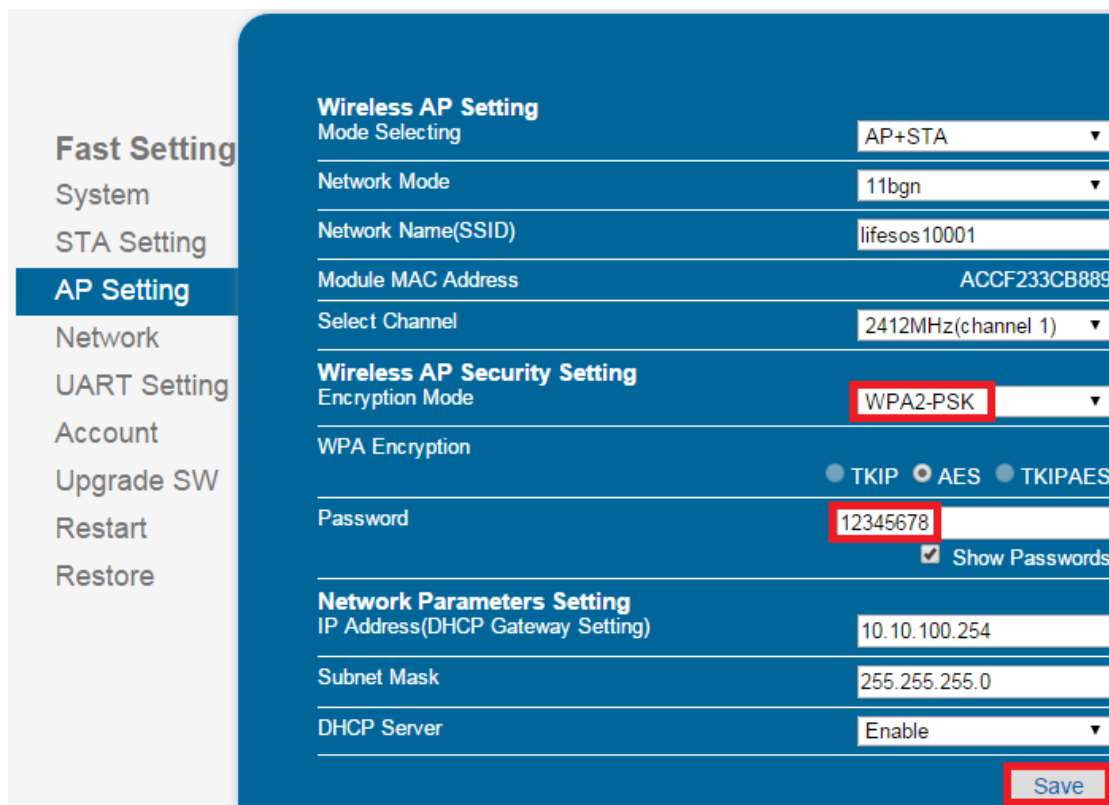 Fast Setting
System
STA Setting
AP Setting
Network
UART Setting
Account
Upgrade SW
Restart
Restore
Wireless AP Setting
Mode Selecting AP+STA
Network Mode 11bgn
Network Name(SSID) lifesos10001
Module MAC Address ACCF233CB889
Select Channel 2412MHz(channel 1)
Wireless AP Security Setting
Encryption Mode WPA2-PSK
WPA Encryption
TKIP AES TKIPAES
Password 12345678
Show Passwords
Network Parameters Setting
IP Address(DHCP Gateway Setting) 10.10.100.254
Subnet Mask 255.255.255.0
DHCP Server Enable
Save